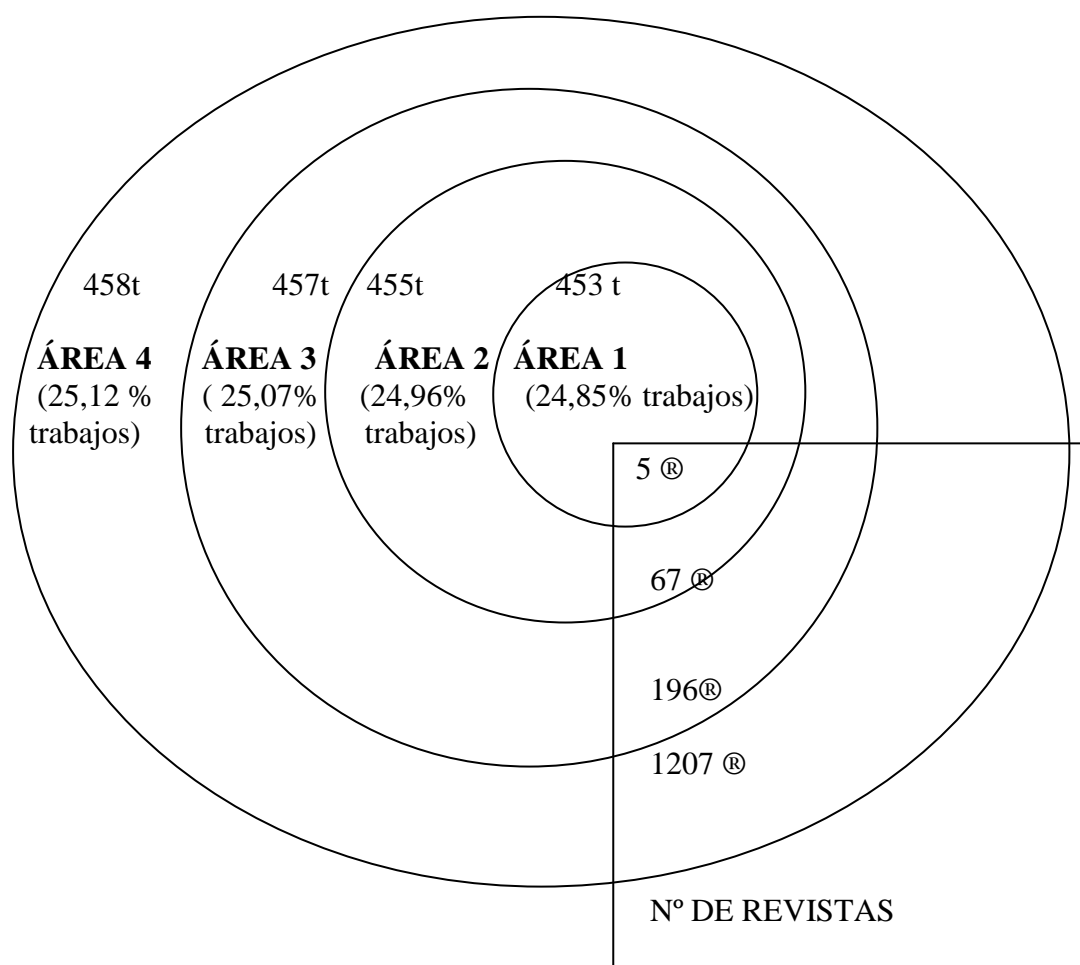 458t 457t 455t 453 t
ÁREA 4 ÁREA 3 ÁREA 2 ÁREA 1
(25,12 % ( 25,07% (24,96% (24,85% trabajos)
trabajos) trabajos) trabajos)
5 ®
67 ®
196®
1207 ®
Nº DE REVISTAS